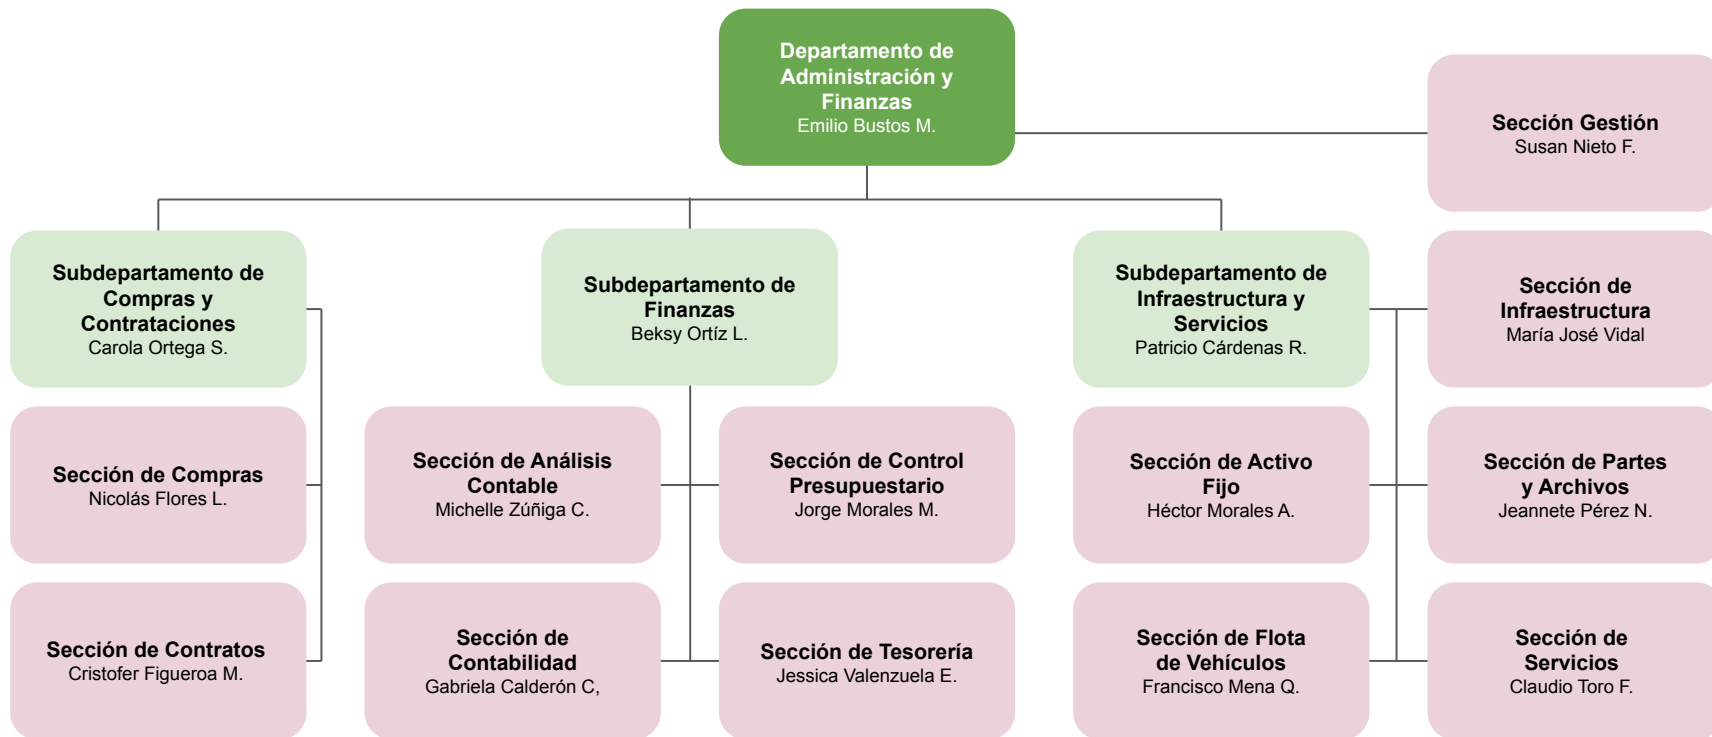 Departamento de
Administración y
Finanzas
Emilio Bustos M.
Sección Gestión
Susan Nieto F.
Subdepartamento de
Compras y
Contrataciones
Carola Ortega S.
Subdepartamento de
Finanzas
Beksy Ortíz L.
Subdepartamento de
Infraestructura y
Servicios
Patricio Cárdenas R.
Sección de
Infraestructura
María José Vidal
Sección de Compras
Nicolás Flores L.
Sección de Análisis
Contable
Michelle Zúñiga C.
Sección de Control
Presupuestario
Jorge Morales M.
Sección de Activo
Fijo
Héctor Morales A.
Sección de Partes
y Archivos
Jeannete Pérez N.
Sección de Contratos
Cristofer Figueroa M.
Sección de
Contabilidad
Gabriela Calderón C,
Sección de Tesorería
Jessica Valenzuela E.
Sección de Flota
de Vehículos
Francisco Mena Q.
Sección de
Servicios
Claudio Toro F.